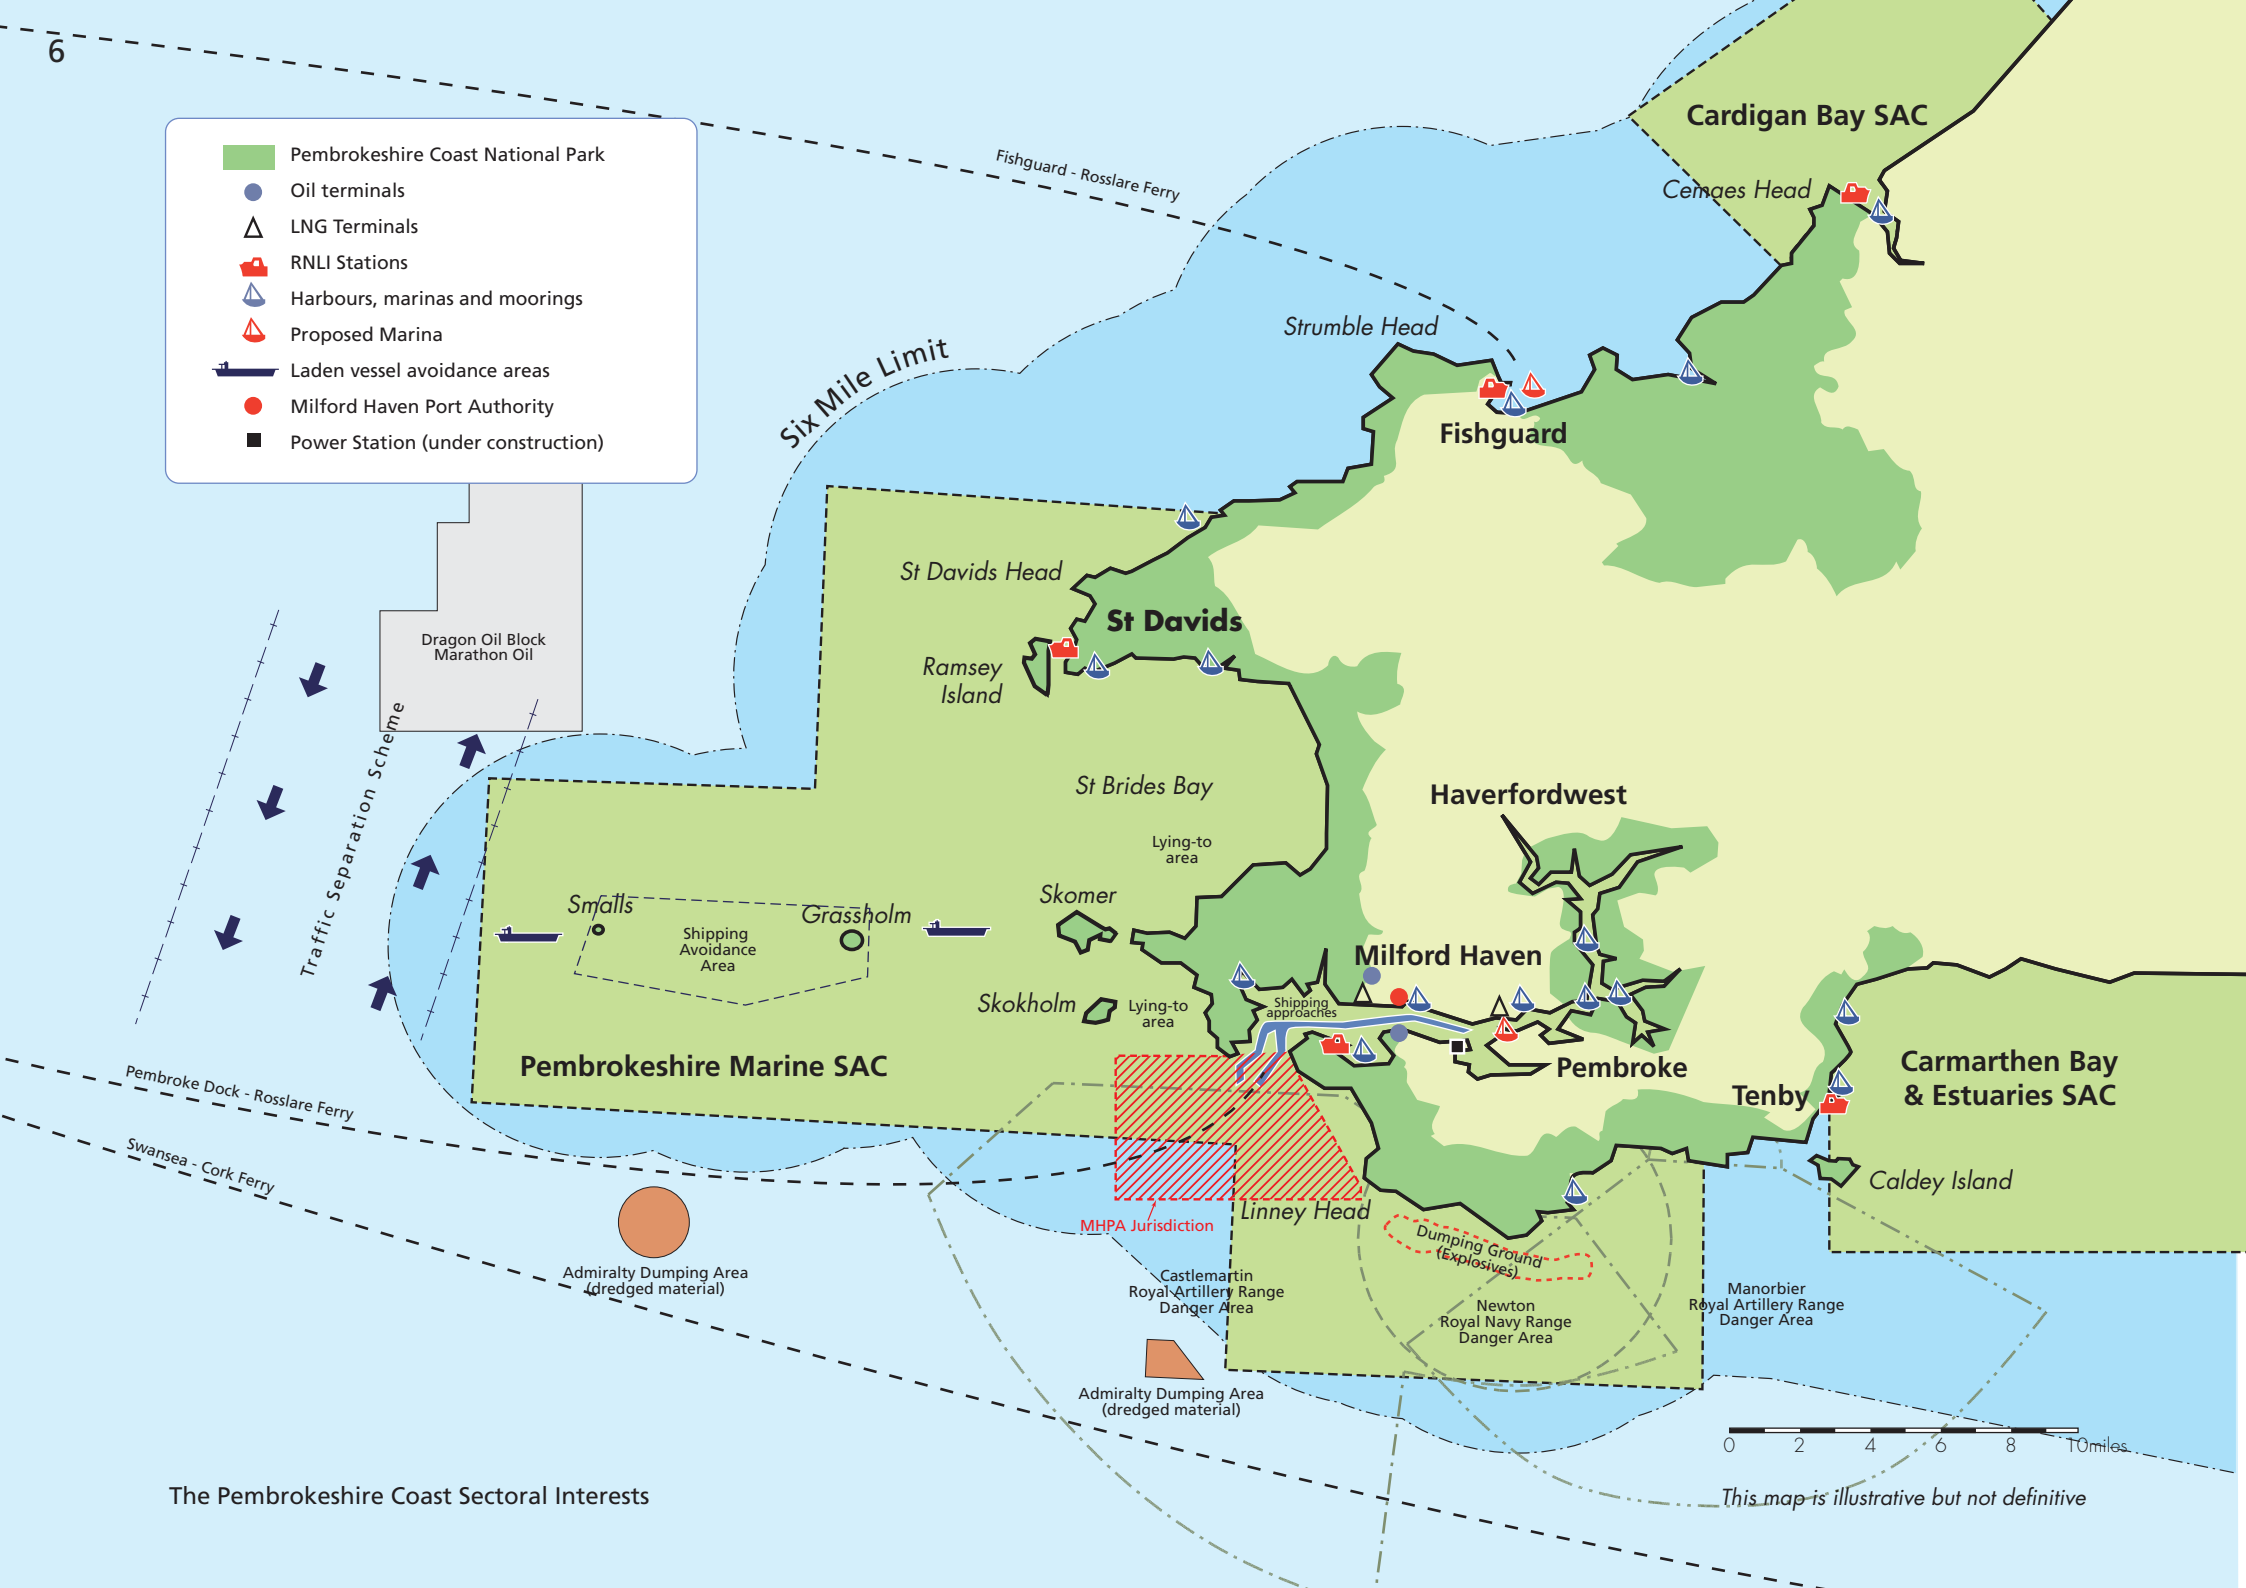 6
Pembrokeshire Coast National Park
Oil terminals
LNG Terminals
RNLI Stations
Harbours, marinas and moorings
Proposed Marina
Laden vessel avoidance areas
Milford Haven Port Authority
Power Station (under construction)
Fishguard - Rosslare Ferry
Cardigan Bay SAC
Cemaes Head
Strumble Head
Six Mile Limit
Fishguard
St Davids Head
St Davids
Ramsey
Island
Dragon Oil Block
Marathon Oil
Traffic Separation Scheme
St Brides Bay
Haverfordwest
Lying-to
area
Smalls
Grassholm
Skomer
Shipping
Avoidance
Area
Milford Haven
Skokholm
Lying-to
area
Shipping
approaches
Pembrokeshire Marine SAC
Pembroke
Tenby
Carmarthen Bay
& Estuaries SAC
Pembroke Dock - Rosslare Ferry
Swansea - Cork Ferry
Caldey Island
MHPA Jurisdiction
Linney Head
Dumping Ground
(Explosives)
Admiralty Dumping Area
(dredged material)
Castlemartin
Royal Artillery Range
Danger Area
Newton
Royal Navy Range
Danger Area
Manorbier
Royal Artillery Range
Danger Area
Admiralty Dumping Area
(dredged material)
0 2 4 6 8 10miles
The Pembrokeshire Coast Sectoral Interests
This map is illustrative but not definitive